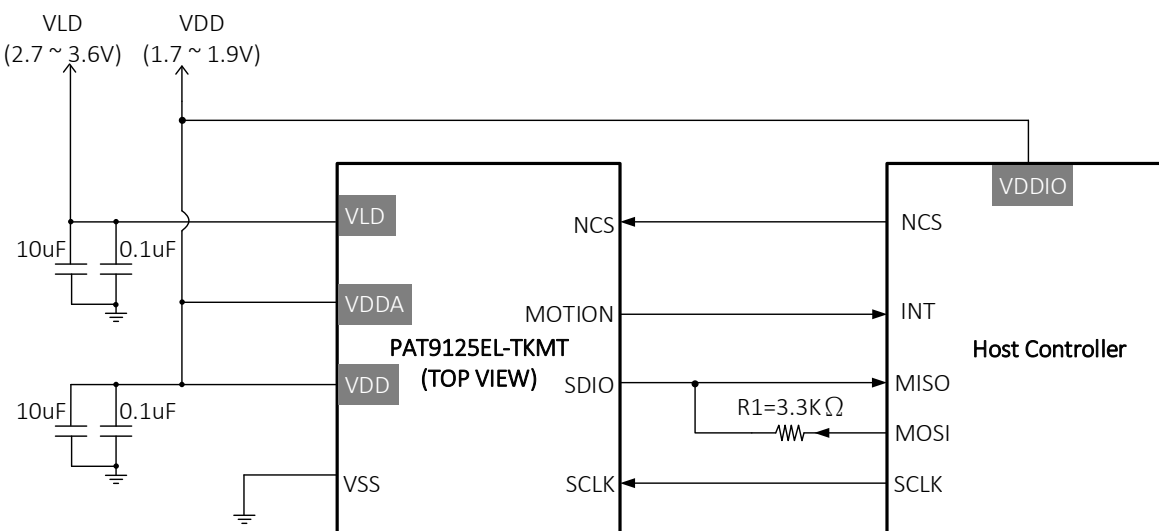 VLD
(2.7 ~ 3.6V)
VDD
(1.7 ~ 1.9V)
VDDIO
VLD
NCS
NCS
10uF
0.1uF
VDDA
MOTION
INT
PAT9125EL-TKMT
(TOP VIEW)
Host Controller
VDD
SDIO
MISO
10uF
0.1uF
R1=3.3KΩ
MOSI
VSS
SCLK
SCLK